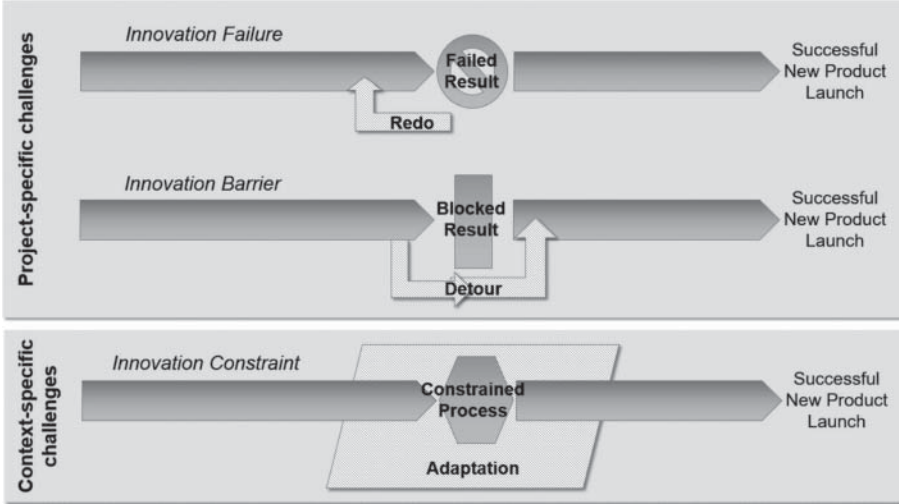 Project-specific challenges
Innovation Failure
Failed
Result
Redo
Successful
New Product
Launch
Innovation Barrier
Blocked
Result
Detour
Successful
New Product
Launch
Context-specific
challenges
Innovation Constraint
Constrained
Process
Adaptation
Successful
New Product
Launch